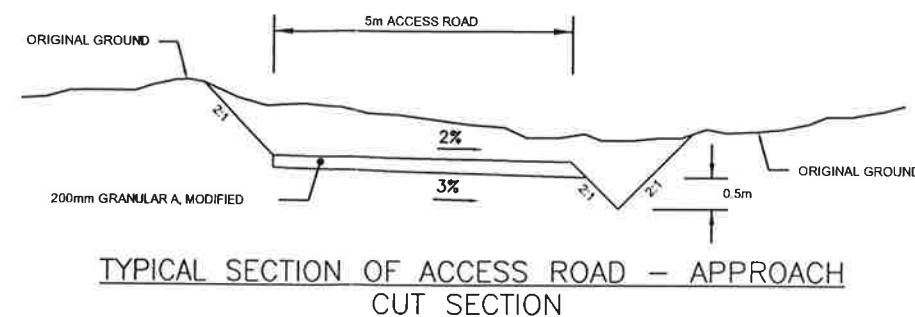 5m ACCESS ROAD
ORIGINAL GROUND
2:1
2%
3%
2:1
2:1
0.5m
ORIGINAL GROUND
200mm GRANULAR A, MODIFIED
TYPICAL SECTION OF ACCESS ROAD - APPROACH
CUT SECTION